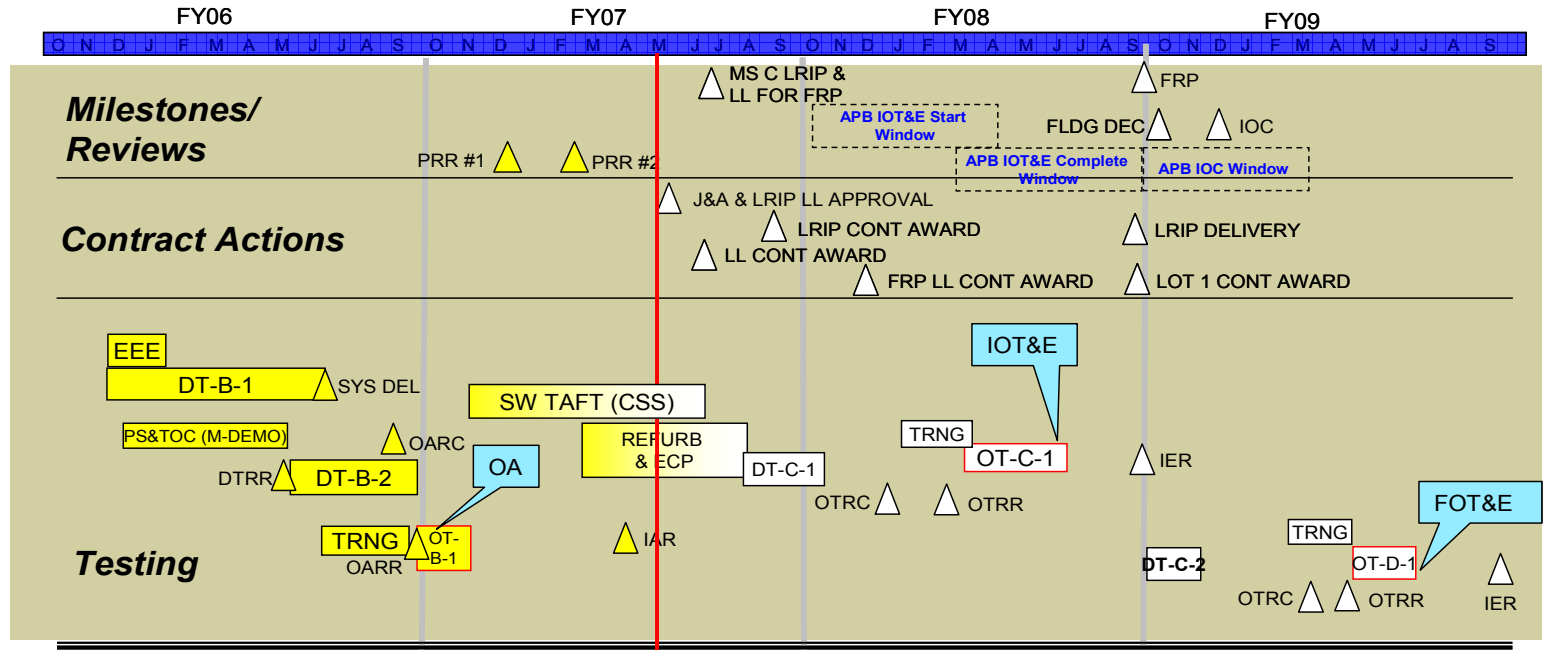 FY06 FY07 FY08 FY09
O N D J F M A M J J A S O N D J F M A M J J A S O N D J F M A M J J A S O N D J F M A M J J A S
Milestones/
Reviews
MS C LRIP &
LL FOR FRP
FRP
APB IOT&E Start
Window
FLDG DEC
IOC
PRR #1
PRR #2
APB IOT&E Complete
Window
APB IOC Window
Contract Actions
J&A & LRIP LL APPROVAL
LRIP CONT AWARD
LRIP DELIVERY
LL CONT AWARD
FRP LL CONT AWARD
LOT 1 CONT AWARD
Testing
EEE
DT-B-1
SYS DEL
SW TAFT (CSS)
IOT&E
PS&TOC (M-DEMO)
OARC
REFURB
& ECP
TRNG
OT-C-1
DTRR
DT-B-2
OA
DT-C-1
IER
OTRC
OTRR
FOT&E
TRNG
OARR
OT-
B-1
IAR
TRNG
DT-C-2
OT-D-1
OTRC
OTRR
IER